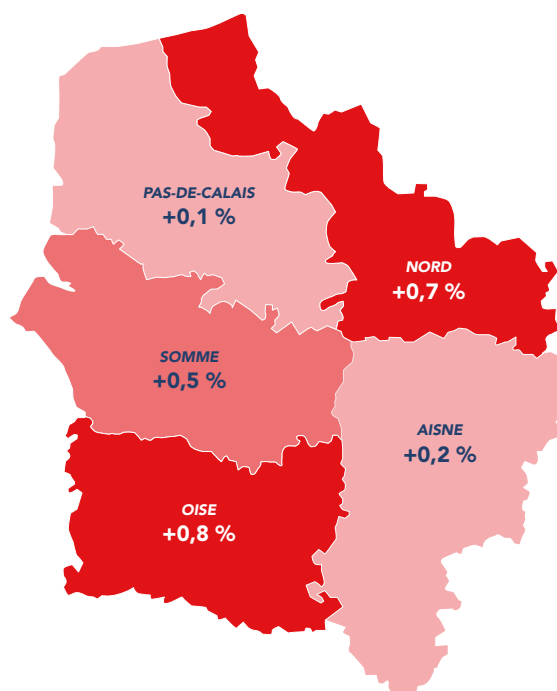 PAS-DE-CALAIS
+0,1 %
NORD
+0,7 %
SOMME
+0,5 %
AISNE
+0,2 %
OISE
+0,8 %